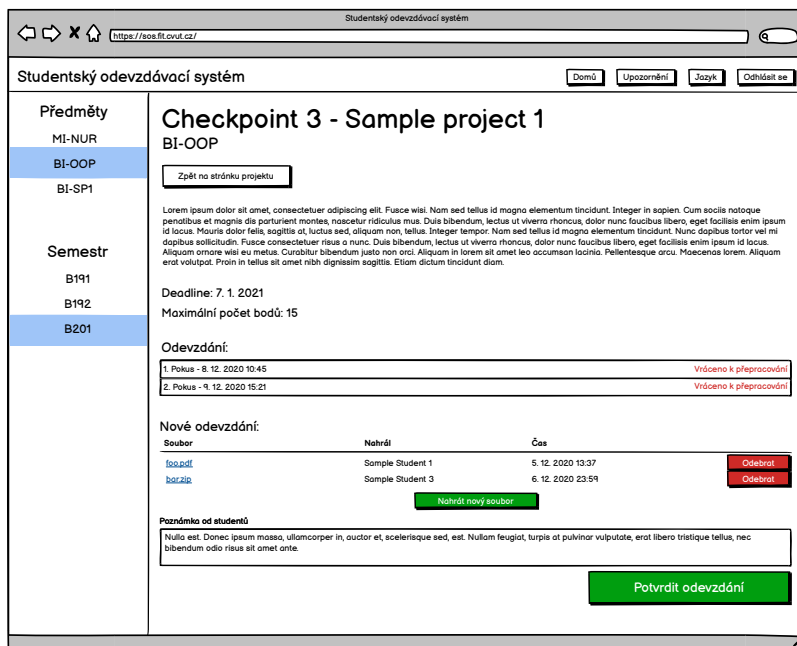 Studentský odevzdávací systém
https://sos.fit.cvut.cz/
Studentský odevzdávací systém
Domů
Upozornění
Jazyk
Odhlásit se
Předměty
MI-NUR
BI-OOP
BI-SP1
Semestr
B191
B192
B201
Checkpoint 3 - Sample project 1
BI-OOP
Zpět na stránku projektu
Lorem ipsum dolor sit amet, consectetuer adipiscing elit. Fusce wisi. Nam sed tellus id magna elementum tincidunt. Integer in sapien. Cum sociis natoque
penatibus et magnis dis parturient montes, nascetur ridiculus mus. Duis bibendum, lectus ut viverra rhoncus, dolor nunc faucibus libero, eget facilisis enim ipsum
id lacus. Mauris dolor felis, sagittis at, luctus sed, aliquam non, tellus. Integer tempor. Nam sed tellus id magna elementum tincidunt. Nunc dapibus tortor vel mi
dapibus sollicitudin. Fusce consectetuer risus a nunc. Duis bibendum, lectus ut viverra rhoncus, dolor nunc faucibus libero, eget facilisis enim ipsum id lacus.
Aliquam ornare wisi eu metus. Curabitur bibendum justo non orci. Aliquam in lorem sit amet leo accumsan lacinia. Pellentesque arcu. Maecenas lorem. Aliquam
erat volutpat. Proin in tellus sit amet nibh dignissim sagittis. Etiam dictum tincidunt diam.
Deadline: 7. 1. 2021
Maximální počet bodů: 15
Odevzdání:
1. Pokus - 8. 12. 2020 10:45 Vráceno k přepracování
2. Pokus - 9. 12. 2020 15:21 Vráceno k přepracování
Nové odevzdání:
Soubor Nahrál Čas
foo.pdf Sample Student 1 5. 12. 2020 13:37 Odebrat
bar.zip Sample Student 3 6. 12. 2020 23:59 Odebrat
Nahrát nový soubor
Poznámka od studentů
Nulla est. Donec ipsum massa, ullamcorper in, auctor et, scelerisque sed, est. Nullam feugiat, turpis at pulvinar vulputate, erat libero tristique tellus, nec
bibendum odio risus sit amet ante.
Potvrdit odevzdání